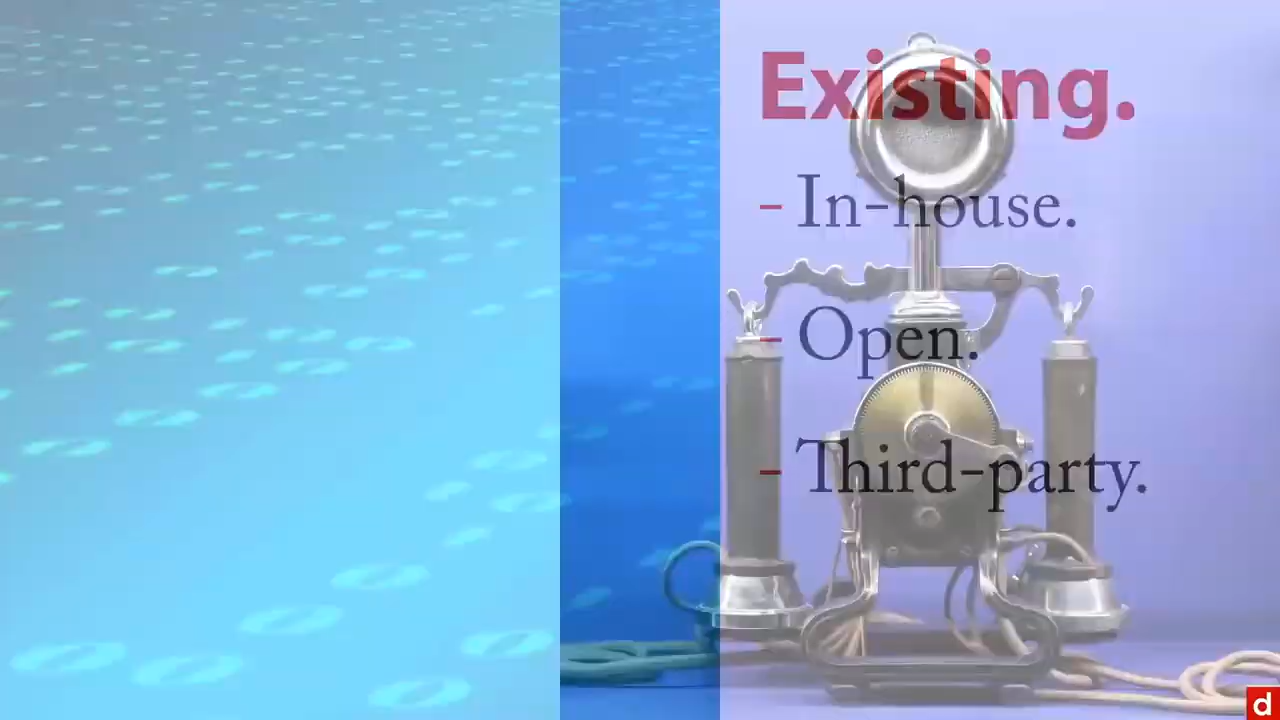 Existing.
- In-house.
- Open.
- Third-party.
d